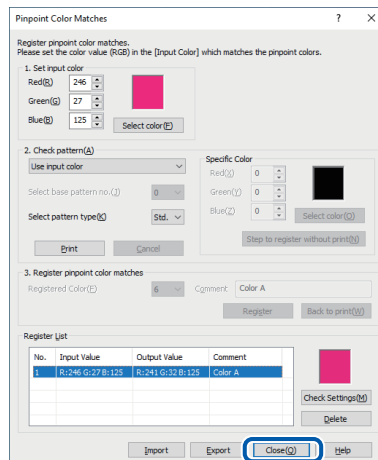 Pinpoint Color Matches ? ×
Register pinpoint color matches.
Please set the color value (RGB) in the [Input Color] which matches the pinpoint colors.
1. Set input color
Red(R) 246
Green(G) 27
Blue(B) 125 Select color(F)
2. Check pattern(A)
Use input color
Select base pattern no.(J) 0
Select pattern type(K) Std.
Print Cancel
Specific Color
Red(X) 0
Green(Y) 0
Blue(Z) 0 Select color(O)
Step to register without print(N)
3. Register pinpoint color matches
Registered Color(E) 6 Comment Color A
Register Back to print(W)
Register List
No. Input Value Output Value Comment
1 R:246 G:27 B:125 R:241 G:32 B:125 Color A
Check Settings(M)
Delete
Import Export Close(Q) Help